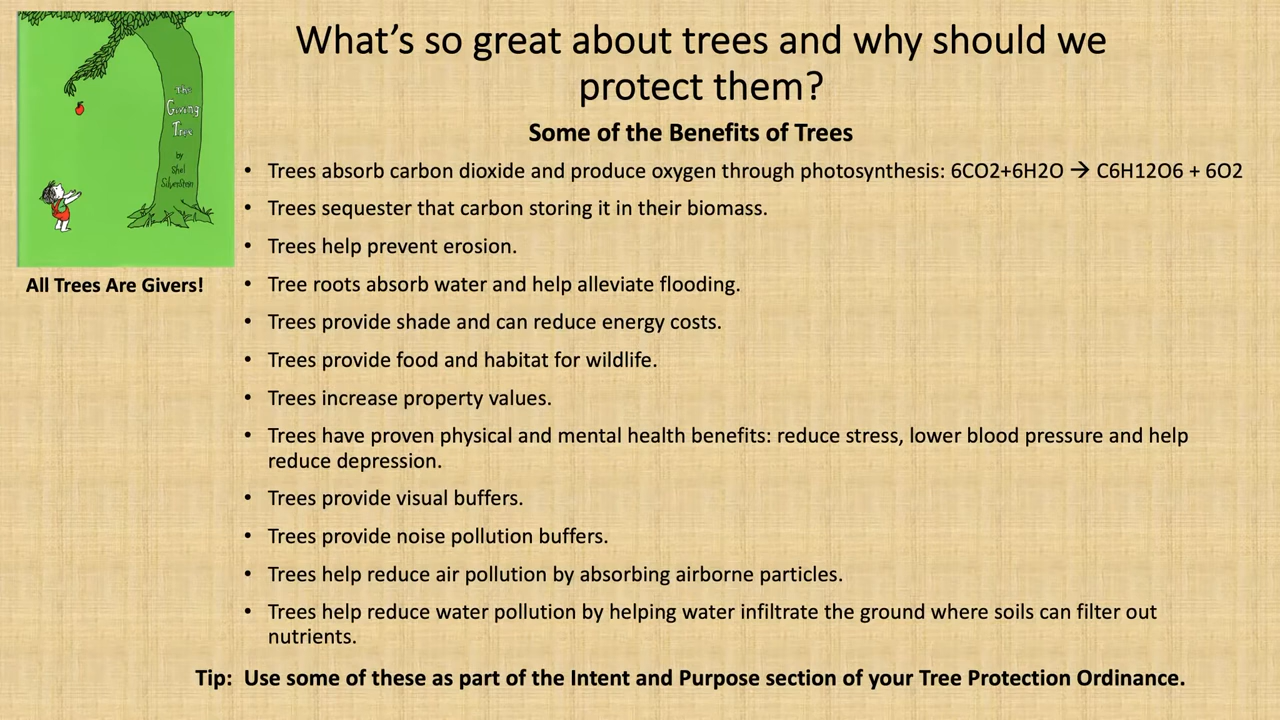 What's so great about trees and why should we
protect them?
Some of the Benefits of Trees
The
Giving
Tree
by
Shel
Silverstein
All Trees Are Givers!
• Trees absorb carbon dioxide and produce oxygen through photosynthesis: 6CO2+6H2O → C6H12O6 + 6O2
• Trees sequester that carbon storing it in their biomass.
• Trees help prevent erosion.
• Tree roots absorb water and help alleviate flooding.
• Trees provide shade and can reduce energy costs.
• Trees provide food and habitat for wildlife.
• Trees increase property values.
• Trees have proven physical and mental health benefits: reduce stress, lower blood pressure and help
reduce depression.
• Trees provide visual buffers.
• Trees provide noise pollution buffers.
• Trees help reduce air pollution by absorbing airborne particles.
• Trees help reduce water pollution by helping water infiltrate the ground where soils can filter out
nutrients.
Tip: Use some of these as part of the Intent and Purpose section of your Tree Protection Ordinance.